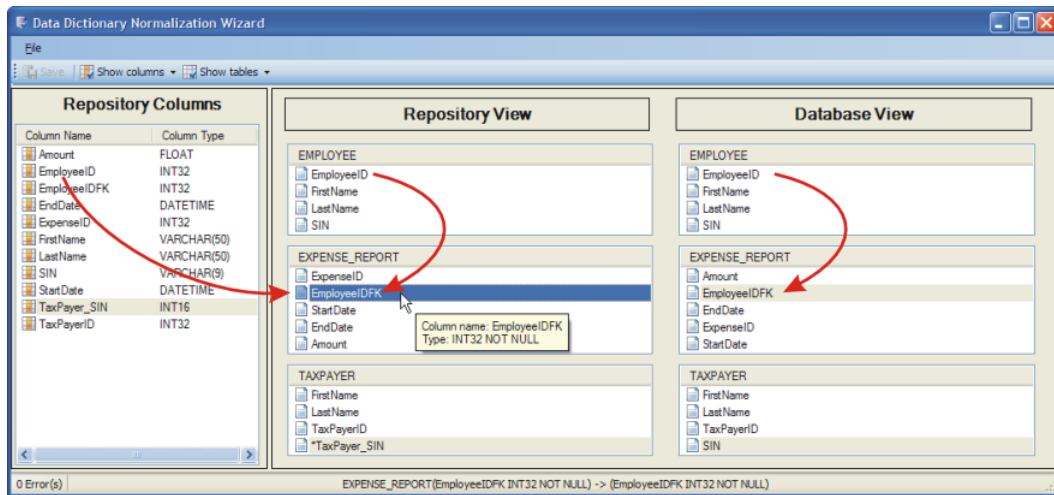 Data Dictionary Normalization Wizard
File
Save Show columns Show tables
Repository Columns
Column Name Column Type
Amount FLOAT
EmployeeID INT32
EmployeeIDFK INT32
EndDate DATETIME
ExpenseID INT32
FirstName VARCHAR(50)
LastName VARCHAR(50)
SIN VARCHAR(9)
StartDate DATETIME
TaxPayer_SIN INT16
TaxPayerID INT32
Repository View
EMPLOYEE
EmployeeID
FirstName
LastName
SIN
EXPENSE_REPORT
ExpenseID
EmployeeIDFK
StartDate
EndDate
Amount
Column name: EmployeeIDFK
Type: INT32 NOT NULL
TAXPAYER
FirstName
LastName
TaxPayerID
*TaxPayer_SIN
Database View
EMPLOYEE
EmployeeID
FirstName
LastName
SIN
EXPENSE_REPORT
Amount
EmployeeIDFK
EndDate
ExpenseID
StartDate
TAXPAYER
FirstName
LastName
TaxPayerID
SIN
0 Error(s)
EXPENSE_REPORT(EmployeeIDFK INT32 NOT NULL) -> (EmployeeIDFK INT32 NOT NULL)